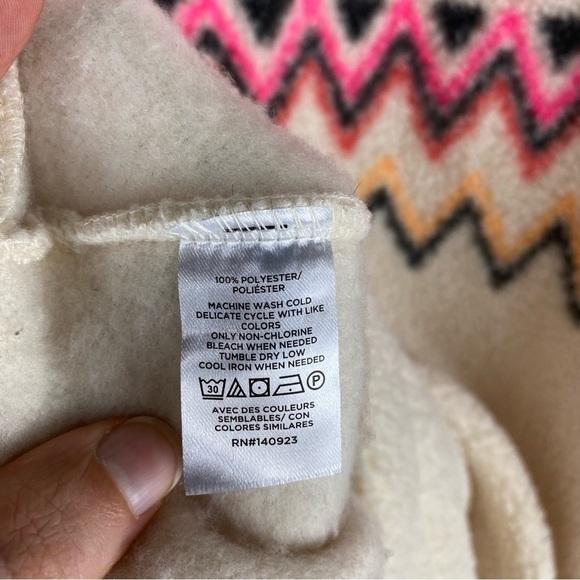 100% POLYESTER/
POLIÉSTER
MACHINE WASH COLD
DELICATE CYCLE WITH LIKE
COLORS
ONLY NON-CHLORINE
BLEACH WHEN NEEDED
TUMBLE DRY LOW
COOL IRON WHEN NEEDED
30 P
AVEC DES COULEURS
SEMBLABLES/ CON
COLORES SIMILARES
RN#140923